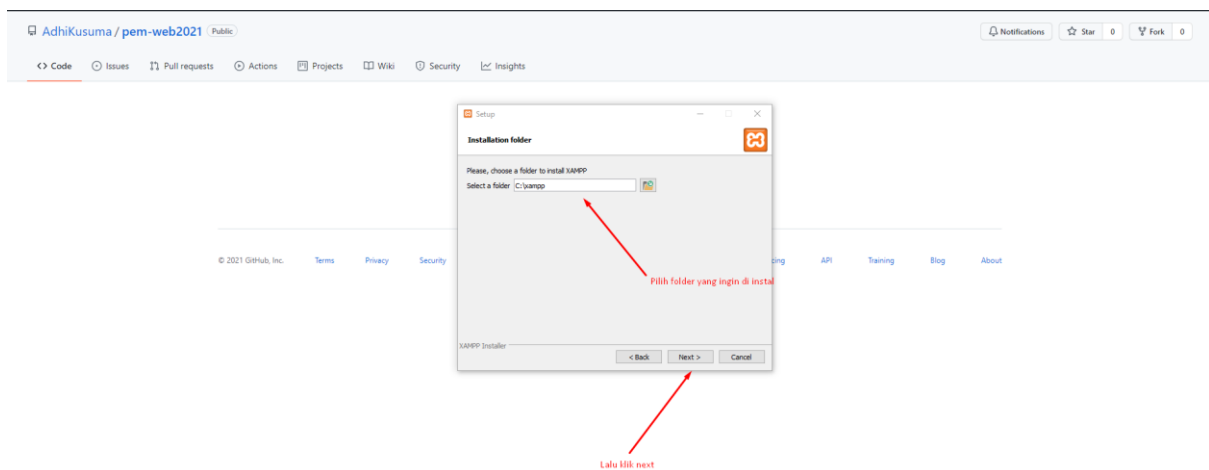 AdhiKusuma / pem-web2021 Public
Notifications Star 0 Fork 0
Code Issues Pull requests Actions Projects Wiki Security Insights
Setup
Installation folder
Please, choose a folder to install XAMPP
Select a folder C:\xampp
© 2021 GitHub, Inc. Terms Privacy Security API Training Blog About
Pilih folder yang ingin di instal
XAMPP Installer
< Back Next > Cancel
Lalu klik next